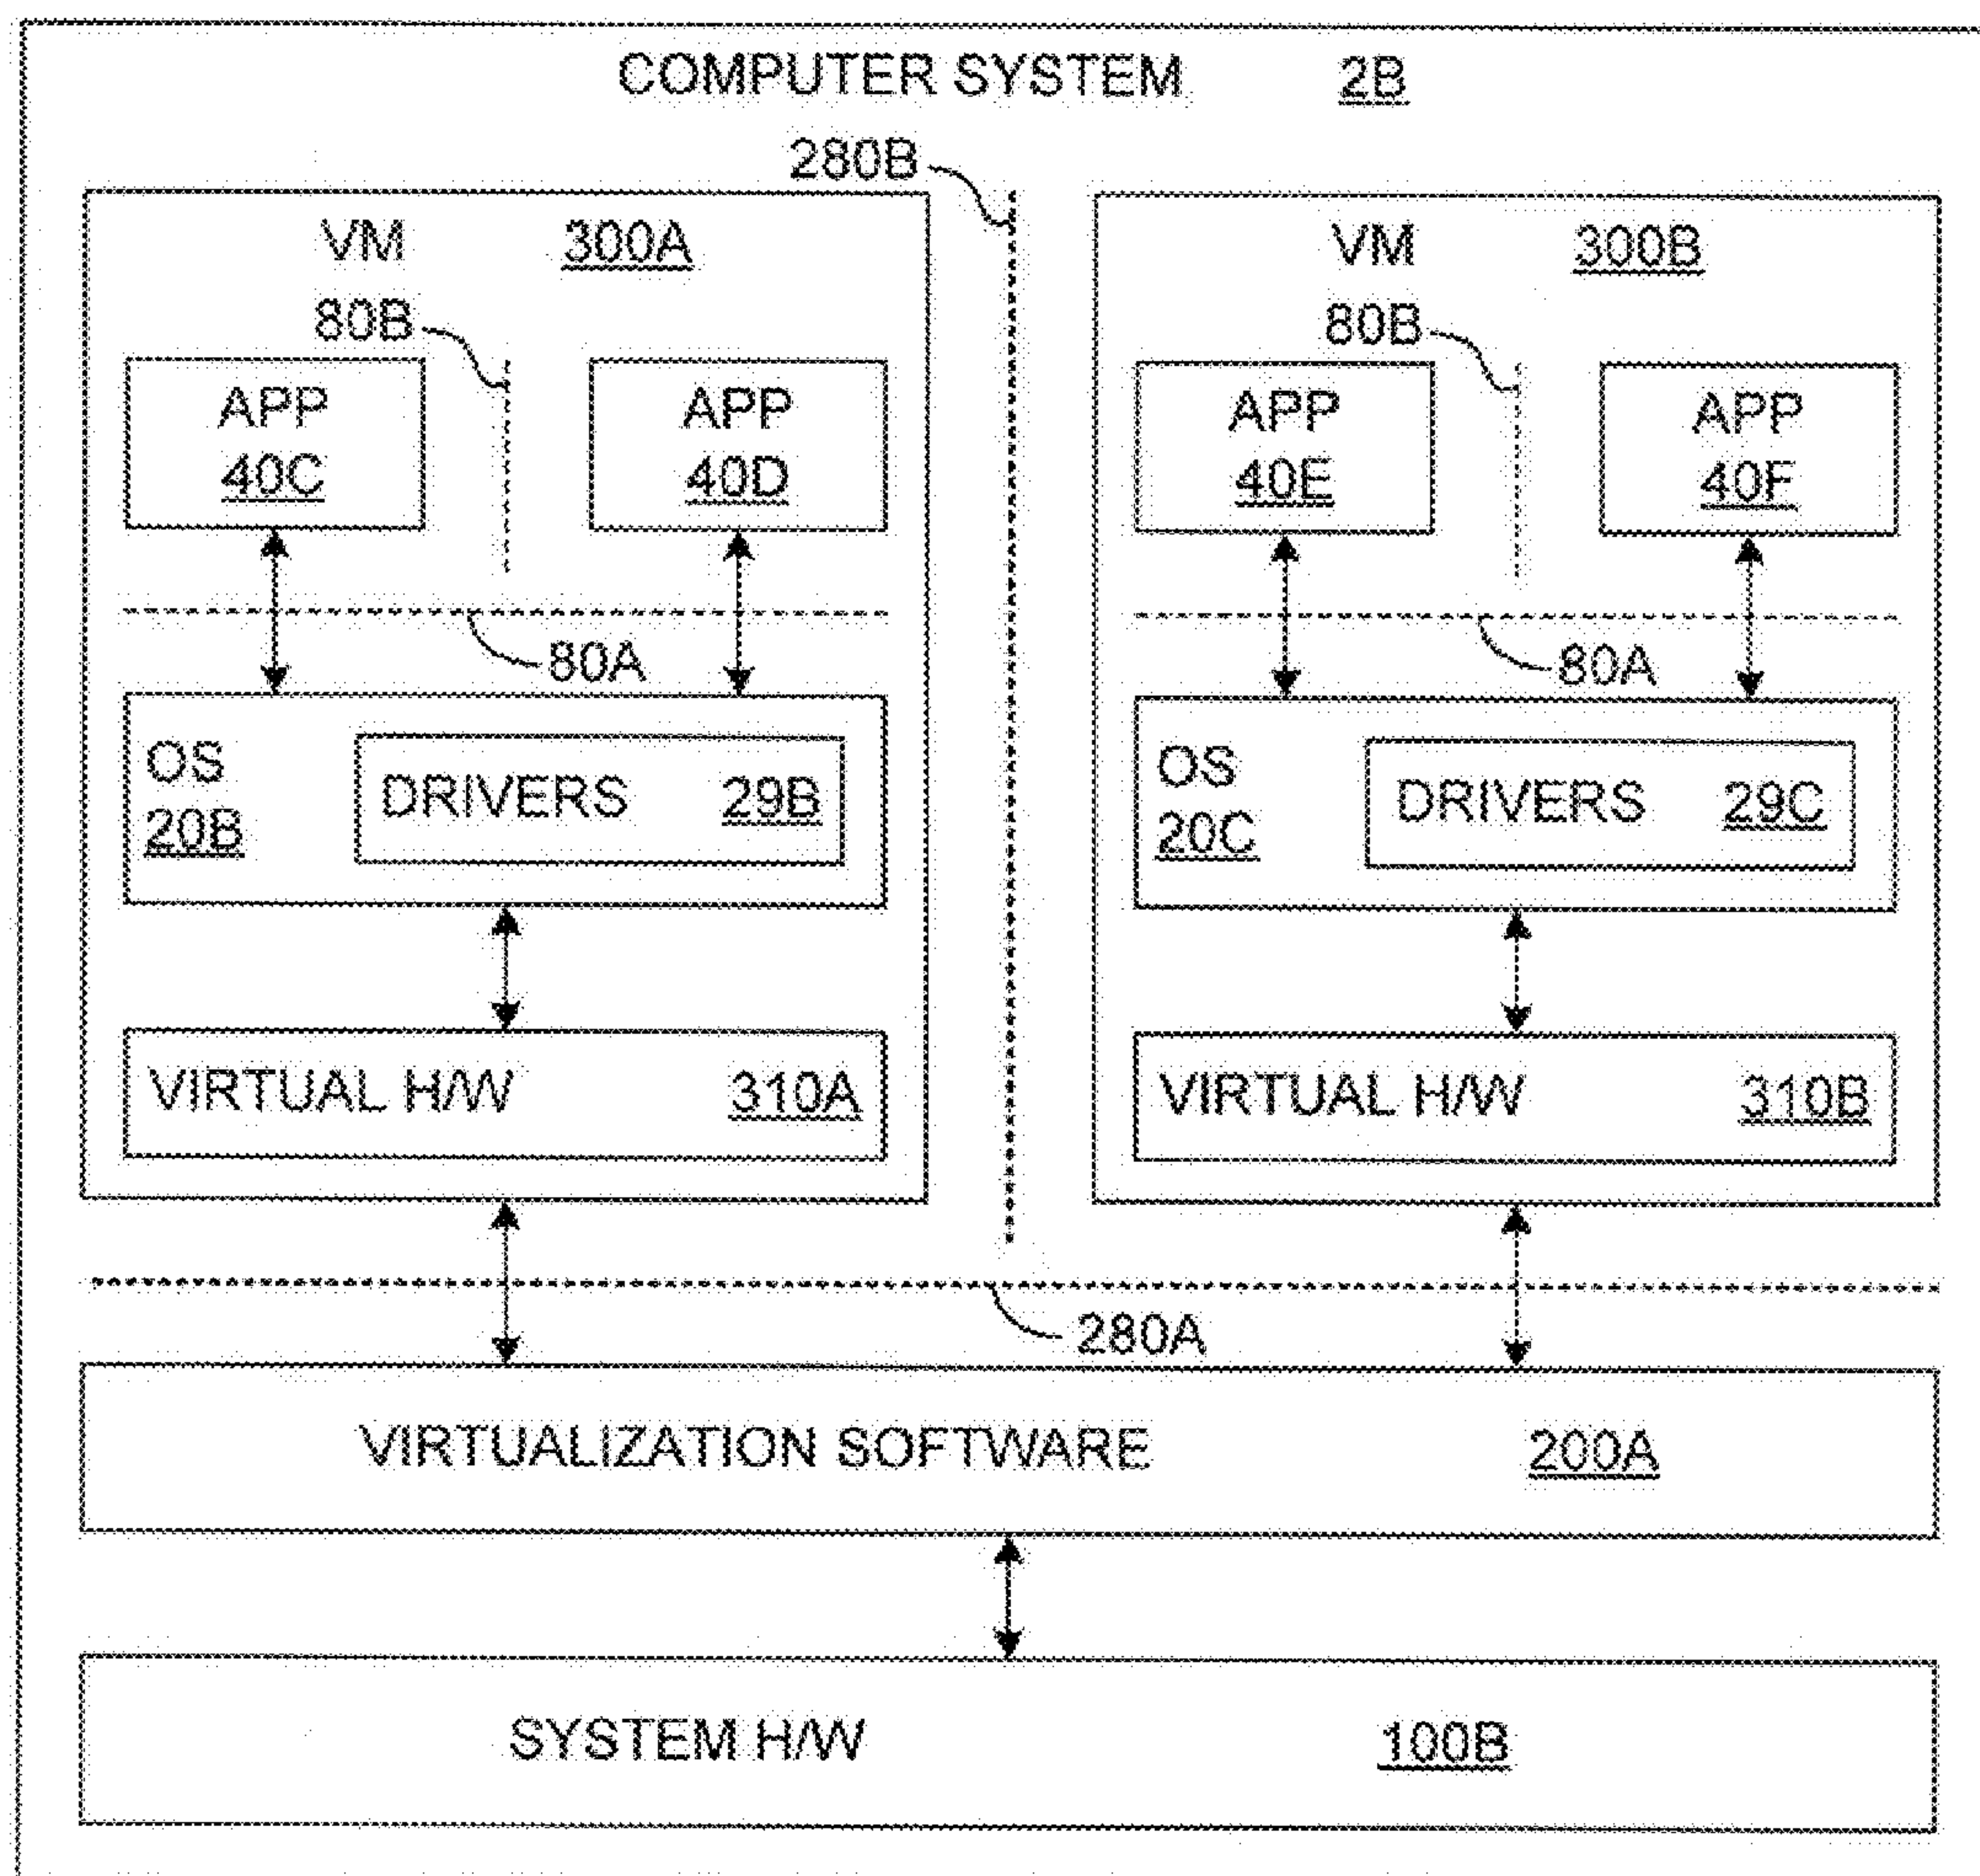 COMPUTER SYSTEM 2B
280B
VM 300A
80B
APP
40C
APP
40D
80A
OS
20B
DRIVERS 29B
VIRTUAL H/W 310A
VM 300B
80B
APP
40E
APP
40F
80A
OS
20C
DRIVERS 29C
VIRTUAL H/W 310B
280A
VIRTUALIZATION SOFTWARE 200A
SYSTEM H/W 100B